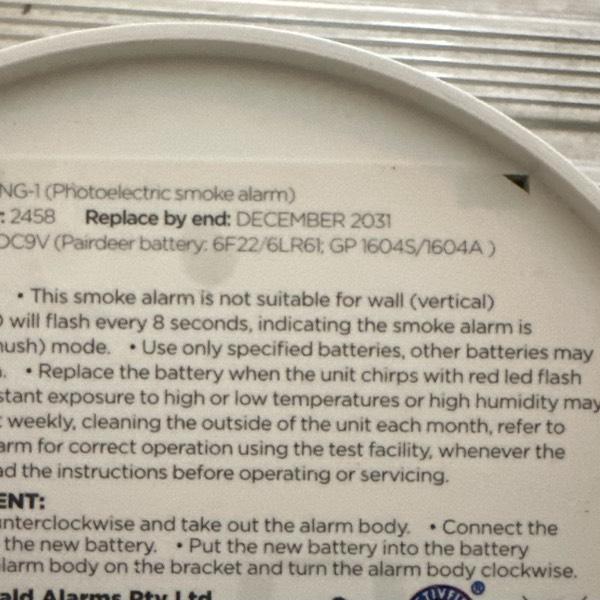 NG-1 (Photoelectric smoke alarm)
: 2458 Replace by end: DECEMBER 2031
DC9V (Pairdeer battery: 6F22/6LR61; GP 1604S/1604A )
• This smoke alarm is not suitable for wall (vertical)
) will flash every 8 seconds, indicating the smoke alarm is
hush) mode. • Use only specified batteries, other batteries may
. • Replace the battery when the unit chirps with red led flash
stant exposure to high or low temperatures or high humidity may
t weekly, cleaning the outside of the unit each month, refer to
arm for correct operation using the test facility, whenever the
ad the instructions before operating or servicing.
ENT:
unterclockwise and take out the alarm body. • Connect the
the new battery. • Put the new battery into the battery
larm body on the bracket and turn the alarm body clockwise.
ald Alarms Pty Ltd